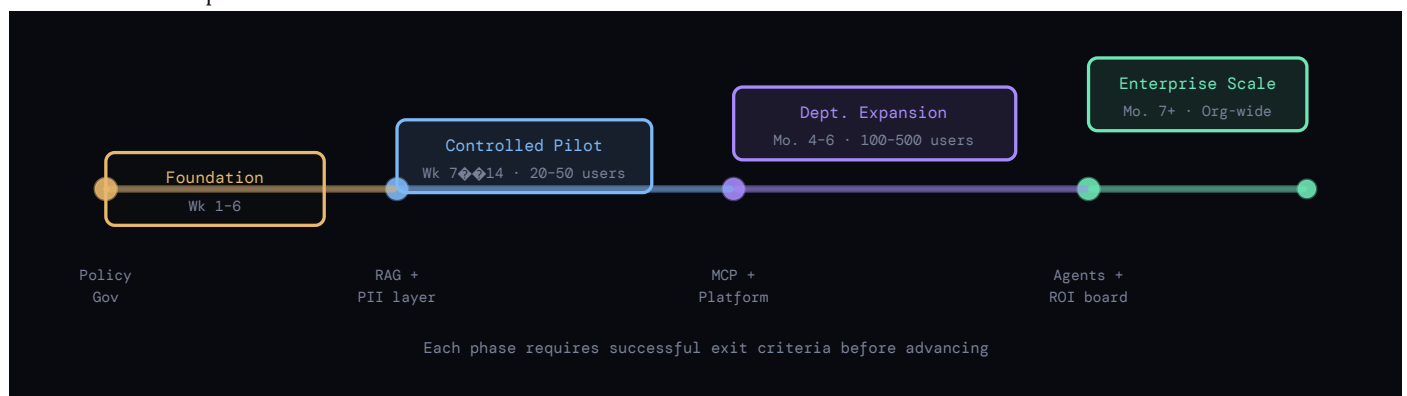 Enterprise Scale
Mo. 7+ · Org-wide
Dept. Expansion
Mo. 4–6 · 100–500 users
Controlled Pilot
Wk 7��14 · 20–50 users
Foundation
Wk 1–6
Policy
Gov
RAG +
PII layer
MCP +
Platform
Agents +
ROI board
Each phase requires successful exit criteria before advancing